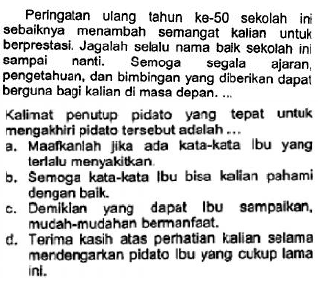 Peringatan ulang tahun ke-50 sekolah ini
sebaiknya menambah semangat kalian untuk
berprestasi. Jagalah selalu nama baik sekolah ini
sampai nanti. Semoga segala ajaran,
pengetahuan, dan bimbingan yang diberikan dapat
berguna bagi kalian di masa depan. ...
Kalimat penutup pidato yang tepat untuk
mengakhiri pidato tersebut adalah ...
a. Maafkanlah jika ada kata-kata Ibu yang
terlalu menyakitkan.
b. Semoga kata-kata Ibu bisa kalian pahami
dengan baik.
c. Demikian yang dapat Ibu sampaikan,
mudah-mudahan bermanfaat.
d. Terima kasih atas perhatian kalian selama
mendengarkan pidato Ibu yang cukup lama
ini.